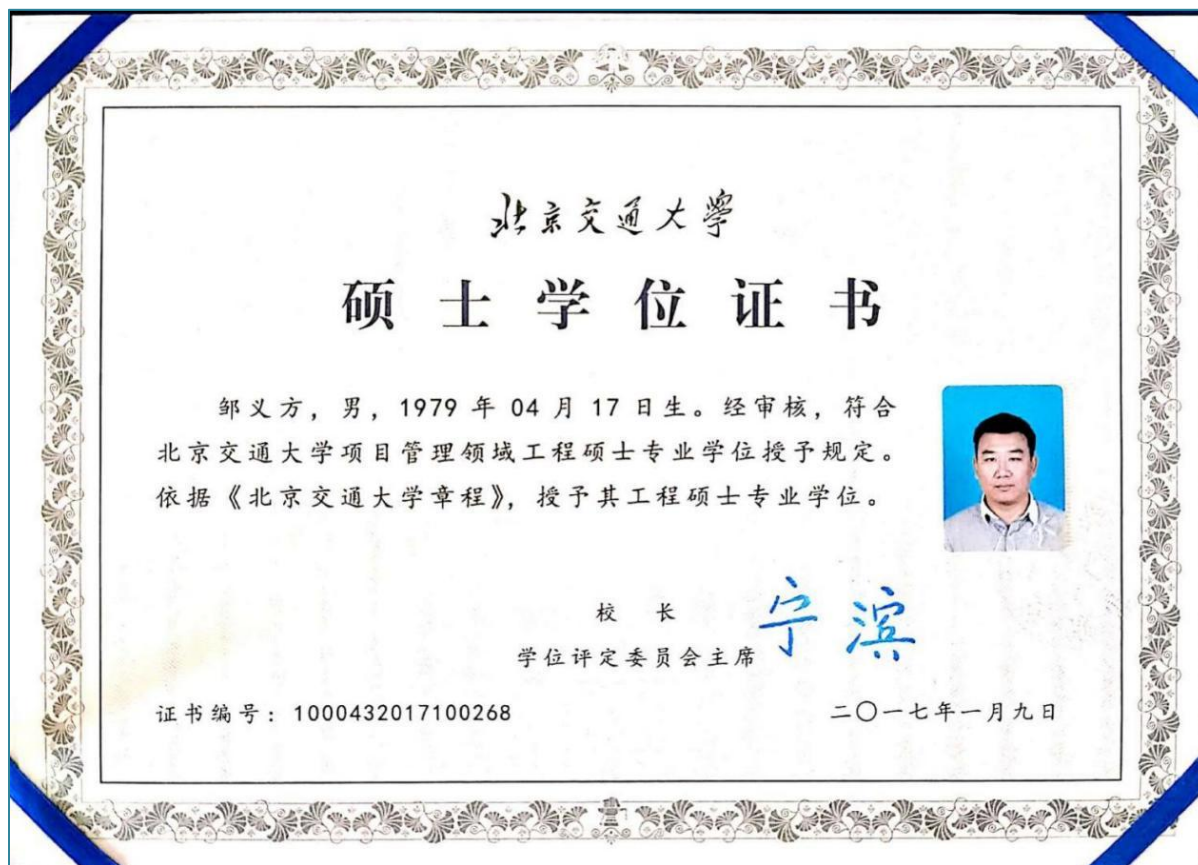 北京交通大学
硕士学位证书
邹义方，男，1979 年 04 月 17 日生。经审核，符合
北京交通大学项目管理领域工程硕士专业学位授予规定。
依据《北京交通大学章程》，授予其工程硕士专业学位。
校 长
宁滨
学位评定委员会主席
证书编号：1000432017100268
二〇一七年一月九日